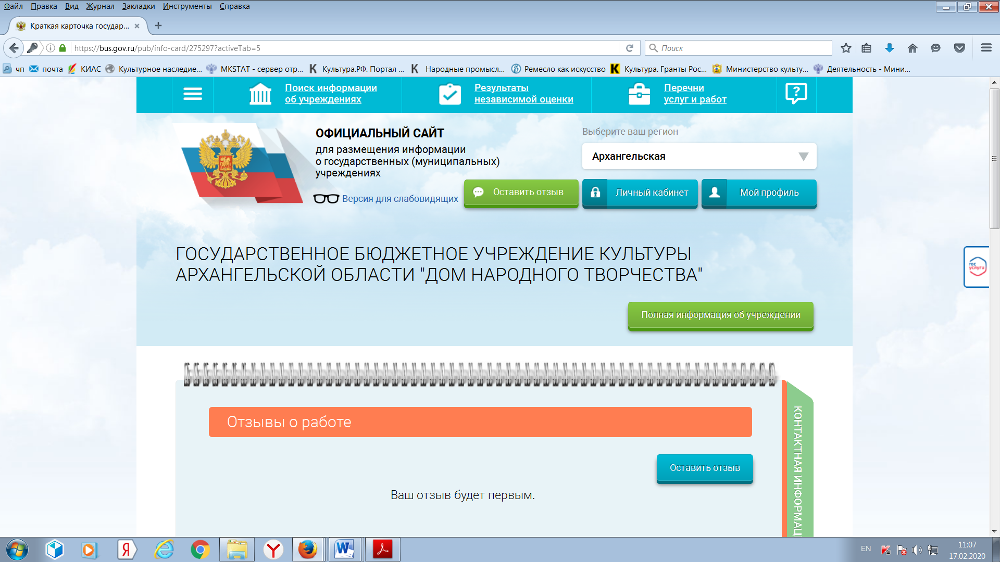 Файл Правка Вид Журнал Закладки Инструменты Справка
Краткая карточка государ...
https://bus.gov.ru/pub/info-card/275297?activeTab=5
Поиск
чп почта КИАС Культурное наследие... MKSTAT - сервер отр... Культура.РФ. Портал ... Народные промысл... Ремесло как искусство Культура. Гранты Рос... Министерство культу... Деятельность - Мини...
Поиск информации
об учреждениях
Результаты
независимой оценки
Перечни
услуг и работ
ОФИЦИАЛЬНЫЙ САЙТ
для размещения информации
о государственных (муниципальных)
учреждениях
Выберите ваш регион
Архангельская
Версия для слабовидящих
Оставить отзыв
Личный кабинет
Мой профиль
ГОСУДАРСТВЕННОЕ БЮДЖЕТНОЕ УЧРЕЖДЕНИЕ КУЛЬТУРЫ
АРХАНГЕЛЬСКОЙ ОБЛАСТИ "ДОМ НАРОДНОГО ТВОРЧЕСТВА"
гос
услуги
Полная информация об учреждении
Отзывы о работе
Оставить отзыв
Ваш отзыв будет первым.
КОНТАКТНАЯ ИНФОРМАЦ
EN
11:07
17.02.2020